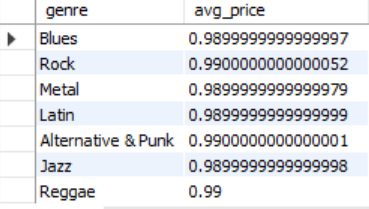 genre avg_price
Blues 0.9899999999999997
Rock 0.9900000000000052
Metal 0.9899999999999979
Latin 0.9899999999999999
Alternative & Punk 0.9900000000000001
Jazz 0.9899999999999998
Reggae 0.99